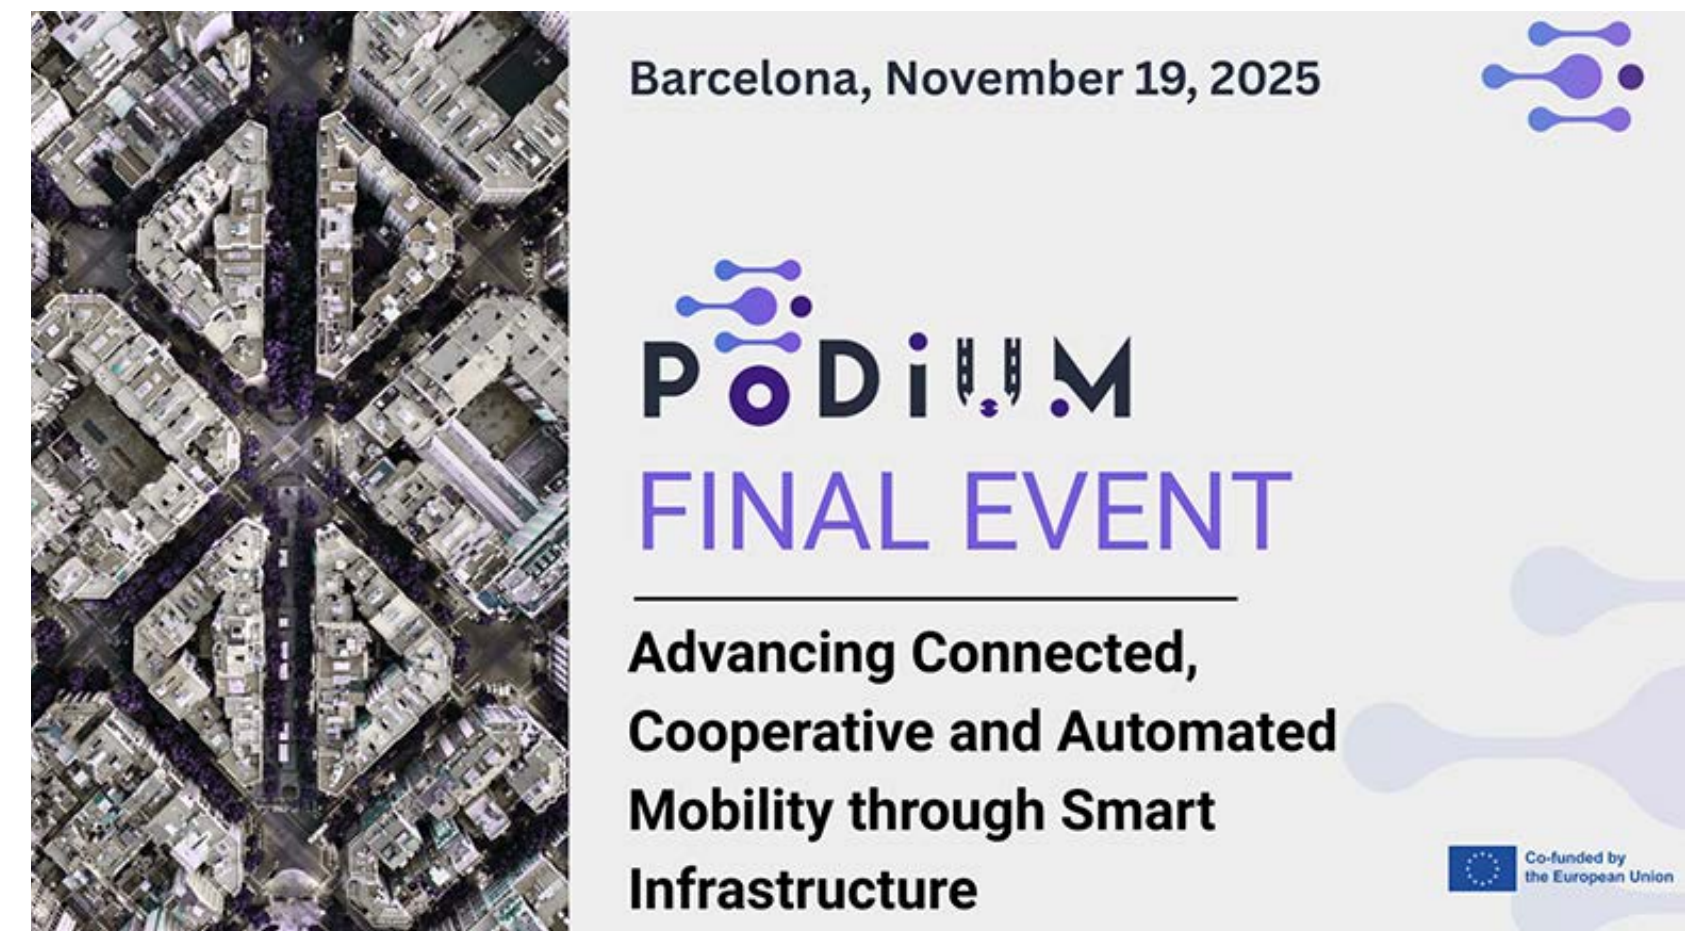 Barcelona, November 19, 2025
PODiUM
FINAL EVENT
Advancing Connected,
Cooperative and Automated
Mobility through Smart
Infrastructure
Co-funded by
the European Union